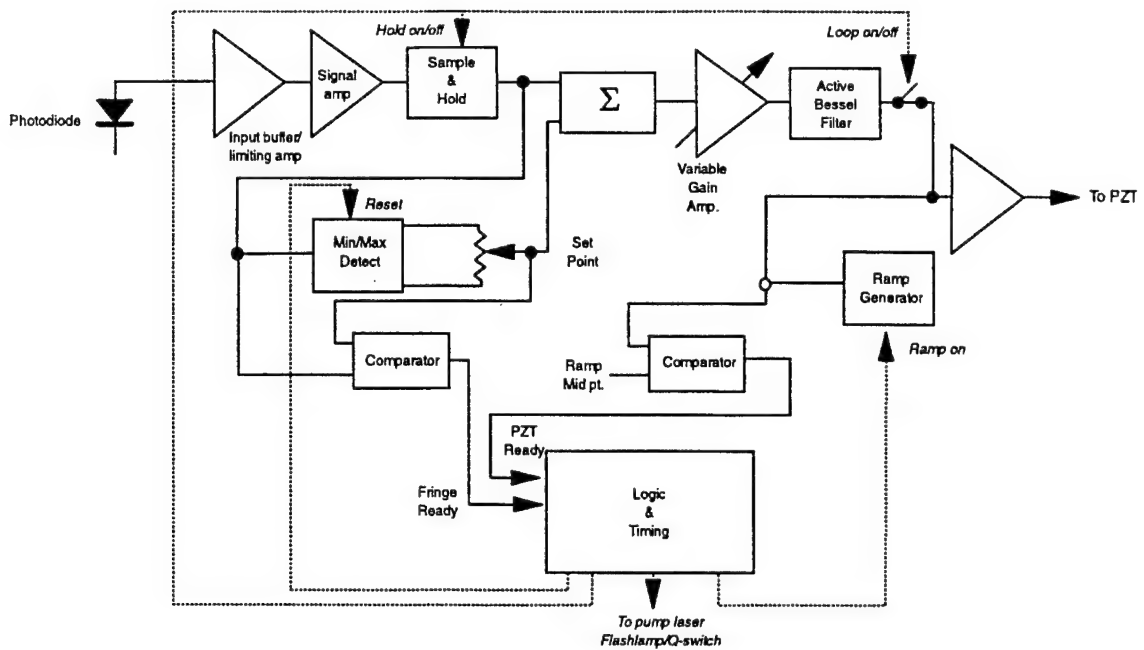 Hold on/off
Loop on/off
Signal
amp
Sample
&
Hold
Σ
Active
Bessel
Filter
Photodiode
Input buffer/
limiting amp
Variable
Gain
Amp.
To PZT
Reset
Min/Max
Detect
Set
Point
Ramp
Generator
Ramp on
Comparator
Ramp
Mid pt.
Comparator
PZT
Ready
Fringe
Ready
Logic
&
Timing
To pump laser
Flashlamp/Q-switch